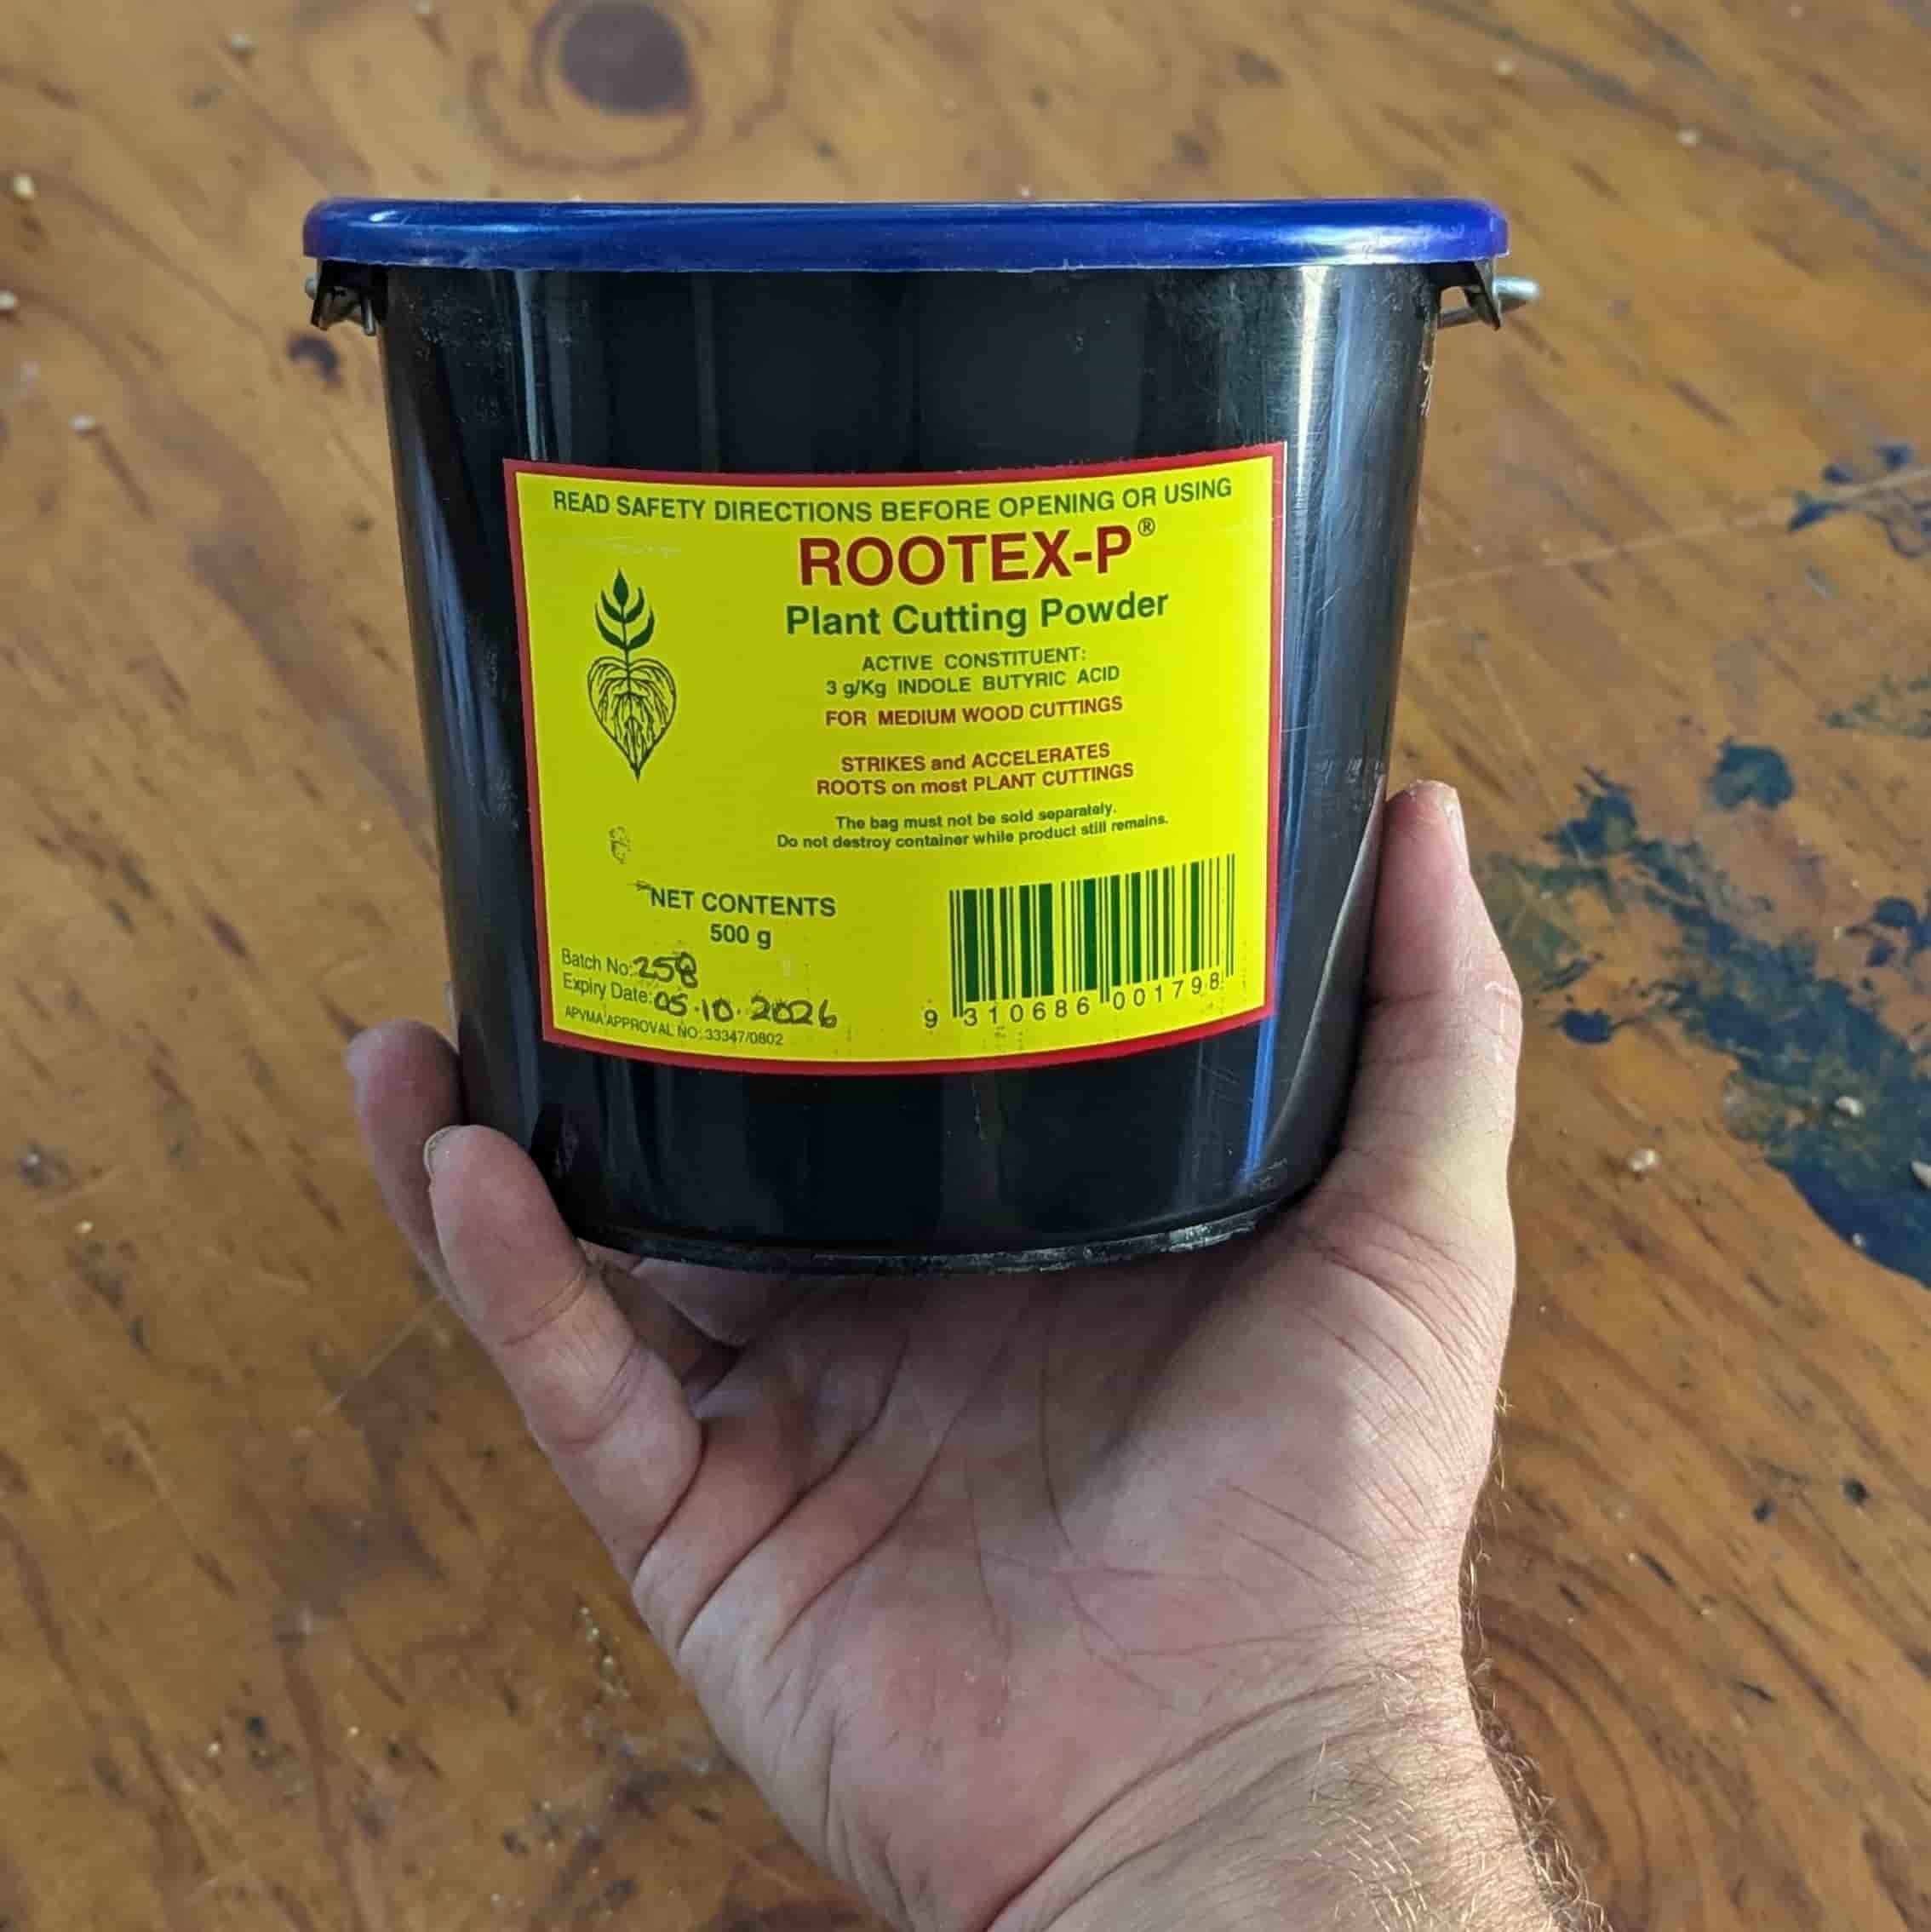 READ SAFETY DIRECTIONS BEFORE OPENING OR USING
ROOTEX-P®
Plant Cutting Powder
ACTIVE CONSTITUENT:
3 g/Kg INDOLE BUTYRIC ACID
FOR MEDIUM WOOD CUTTINGS
STRIKES and ACCELERATES
ROOTS on most PLANT CUTTINGS
The bag must not be sold separately.
Do not destroy container while product still remains.
NET CONTENTS
500 g
Batch No: 258
Expiry Date: 05.10.2026
APVMA APPROVAL NO: 33347/0802
9 310686 001798